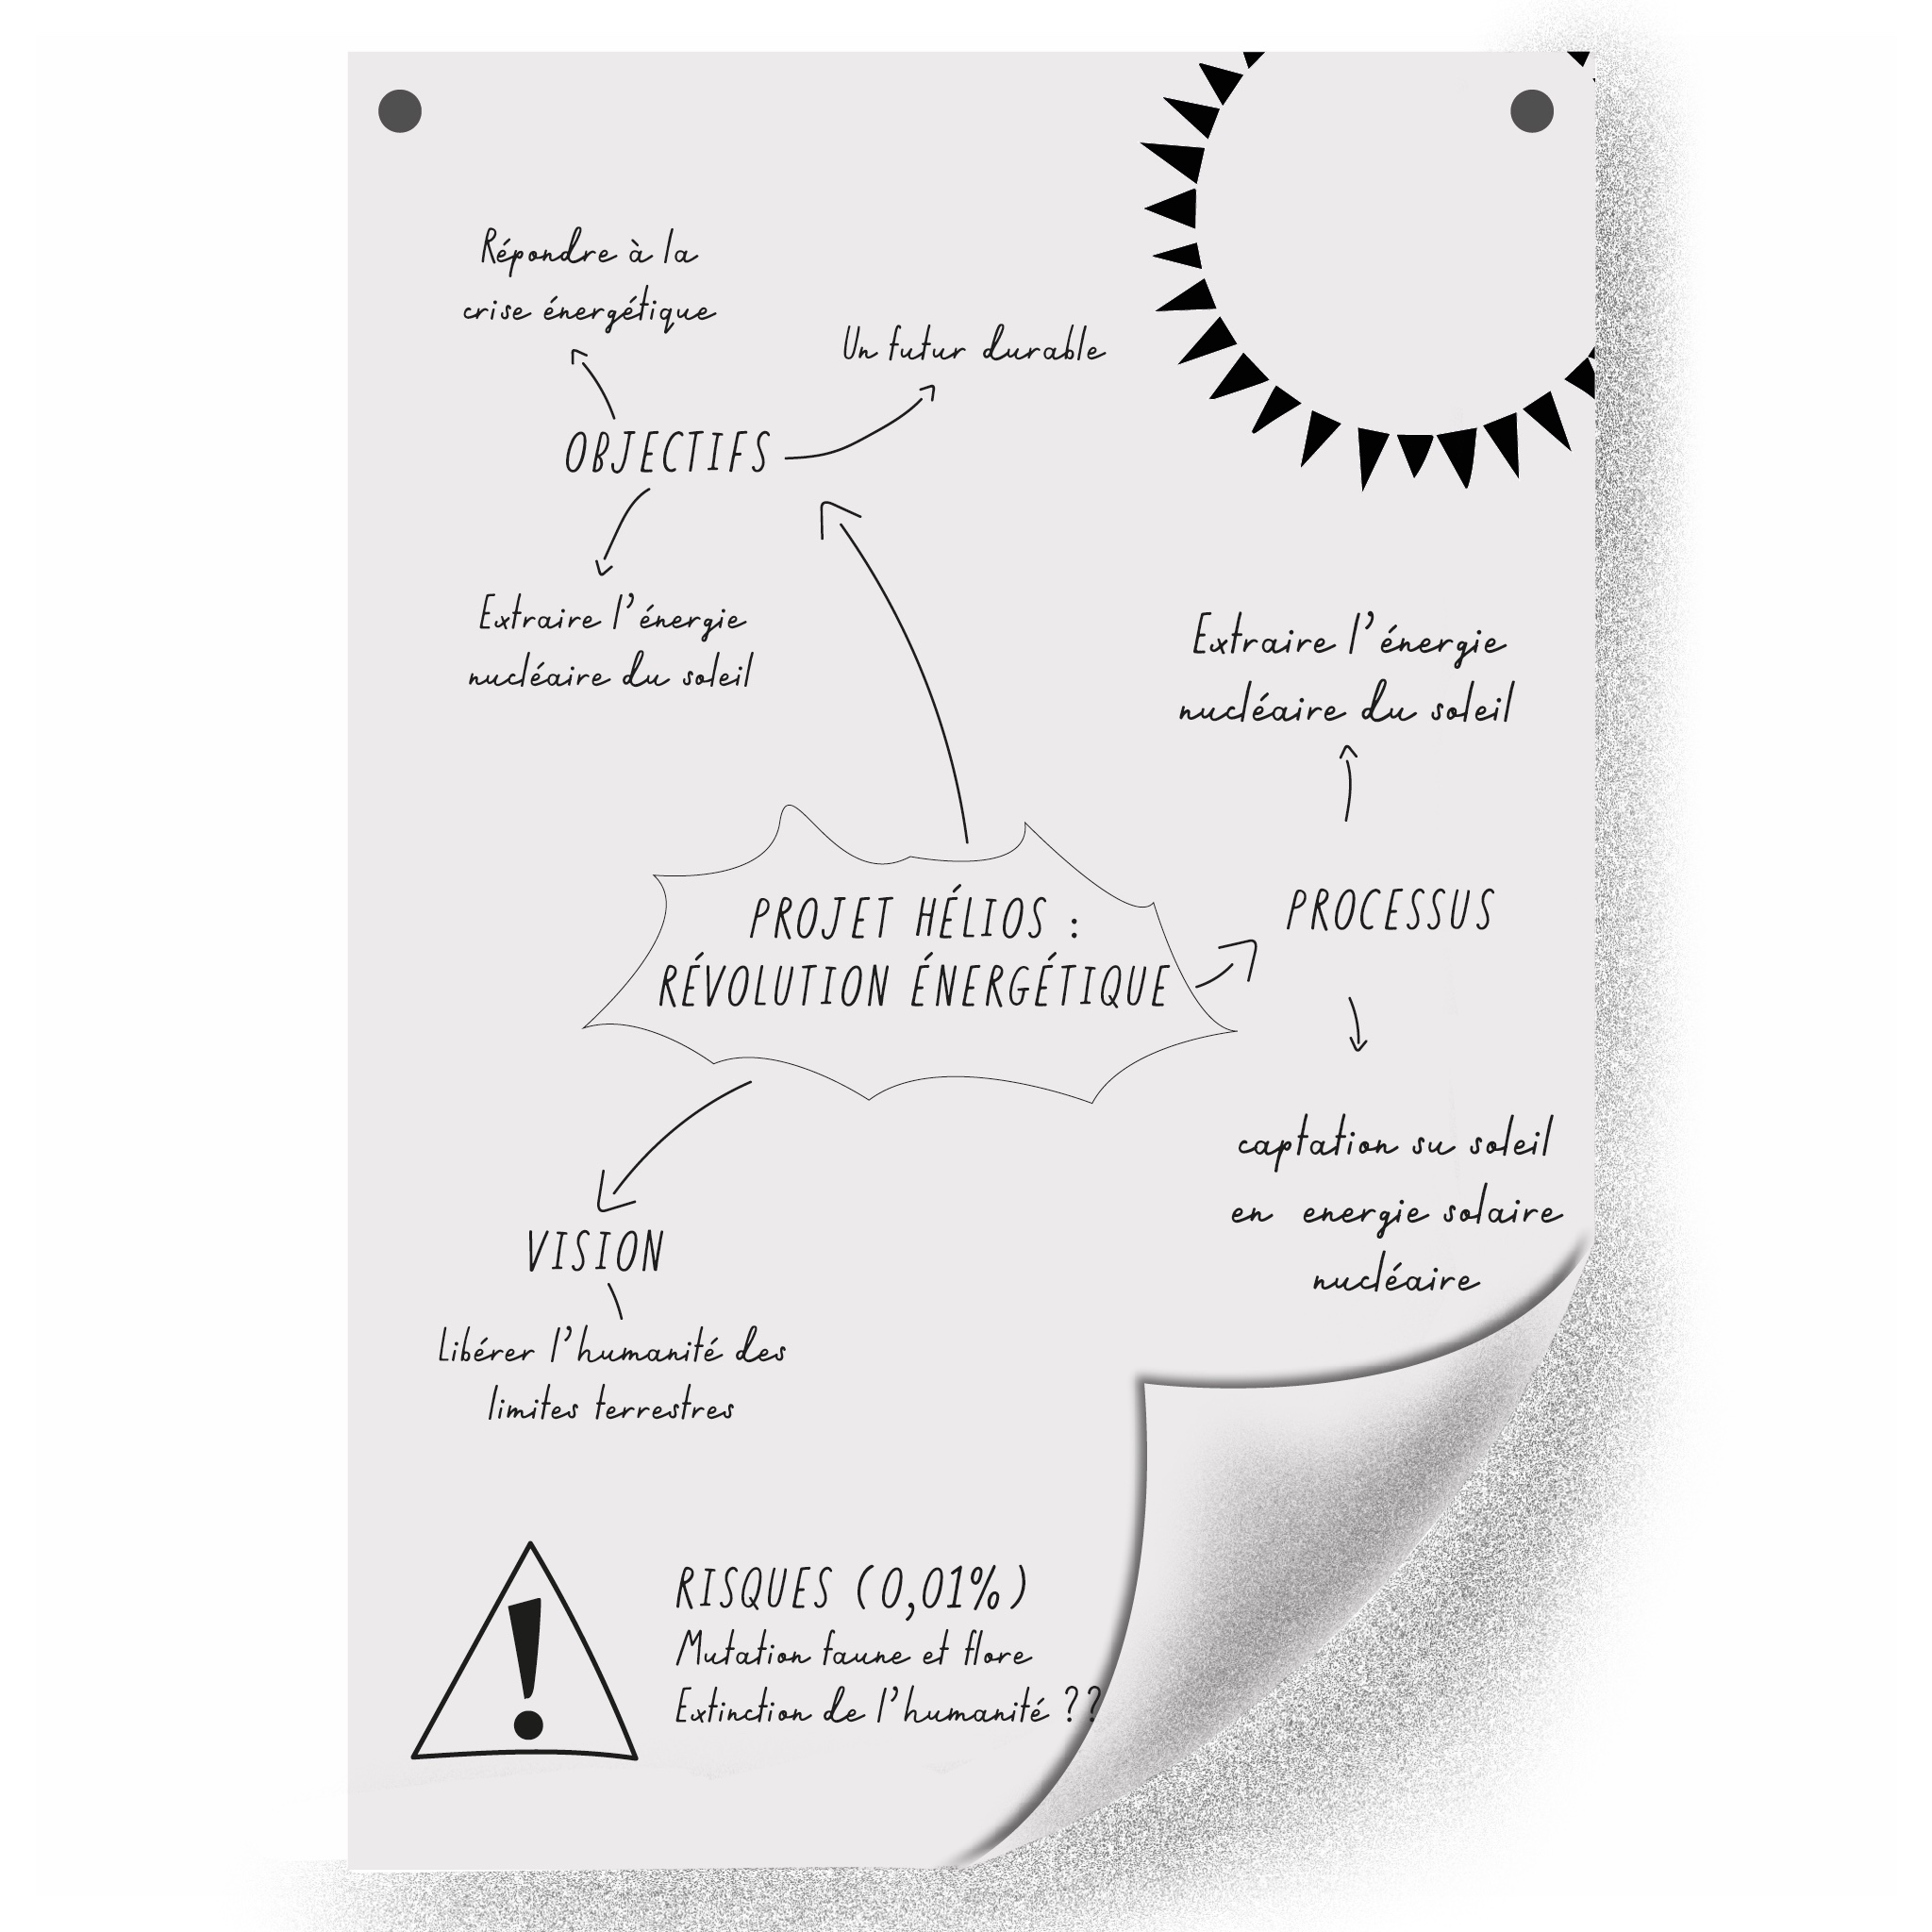 Répondre à la
crise énergétique
Un futur durable
OBJECTIFS
Extraire l'énergie
nucléaire du soleil
Extraire l'énergie
nucléaire du soleil
PROJET HÉLIOS :
RÉVOLUTION ÉNERGÉTIQUE
PROCESSUS
captation su soleil
en energie solaire
nucléaire
VISION
Libérer l'humanité des
limites terrestres
RISQUES (0,01%)
Mutation faune et flore
Extinction de l'humanité ??